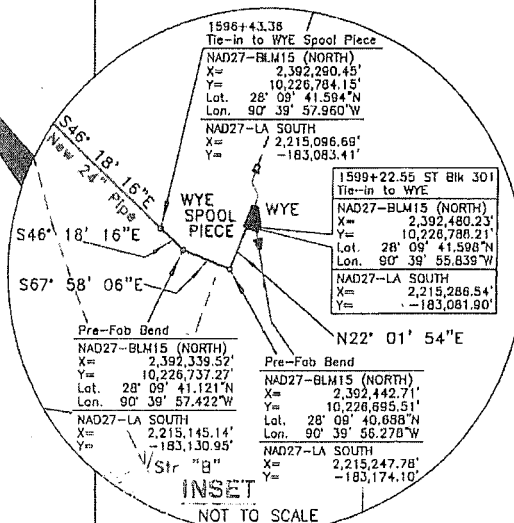 1596+43.38
Tie-in to WYE Spool Piece
NAD27-BLM15 (NORTH)
X= 2,392,290.45'
Y= 10,226,784.15'
Lat. 28° 09' 41.594"N
Lon. 90° 39' 57.960"W
NAD27-LA SOUTH
X= 2,215,096.69'
Y= -183,083.41'
S46° 18' 16"E
New 24" Pipe
WYE
SPOOL
PIECE
WYE
1599+22.55 ST Blk 301
Tie-in to WYE
NAD27-BLM15 (NORTH)
X= 2,392,480.23'
Y= 10,226,788.21'
Lat. 28° 09' 41.598"N
Lon. 90° 39' 55.839"W
NAD27-LA SOUTH
X= 2,215,286.54'
Y= -183,081.90'
S46° 18' 16"E
S67° 58' 06"E
N22° 01' 54"E
Pre-Fab Bend
NAD27-BLM15 (NORTH)
X= 2,392,339.52'
Y= 10,226,737.27'
Lat. 28° 09' 41.121"N
Lon. 90° 39' 57.422"W
NAD27-LA SOUTH
X= 2,215,145.14'
Y= -183,130.95'
Pre-Fab Bend
NAD27-BLM15 (NORTH)
X= 2,392,442.71'
Y= 10,226,695.51'
Lat. 28° 09' 40.688"N
Lon. 90° 39' 56.278"W
NAD27-LA SOUTH
X= 2,215,247.78'
Y= -183,174.10'
Str "B"
INSET
NOT TO SCALE